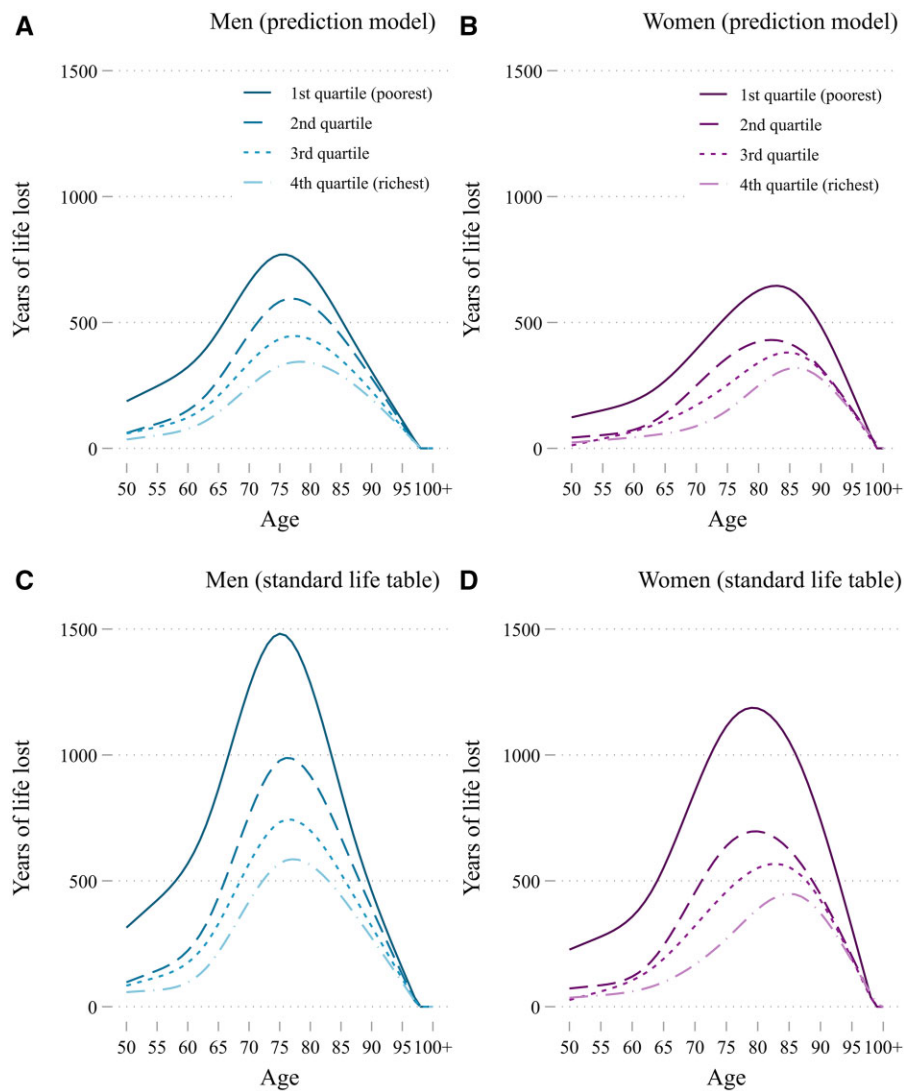 A Men (prediction model)
1500
1000
500
0
Years of life lost
1st quartile (poorest)
2nd quartile
3rd quartile
4th quartile (richest)
50 55 60 65 70 75 80 85 90 95 100+
Age
B Women (prediction model)
1500
1000
500
0
Years of life lost
1st quartile (poorest)
2nd quartile
3rd quartile
4th quartile (richest)
50 55 60 65 70 75 80 85 90 95 100+
Age
C Men (standard life table)
1500
1000
500
0
Years of life lost
50 55 60 65 70 75 80 85 90 95 100+
Age
D Women (standard life table)
1500
1000
500
0
Years of life lost
50 55 60 65 70 75 80 85 90 95 100+
Age